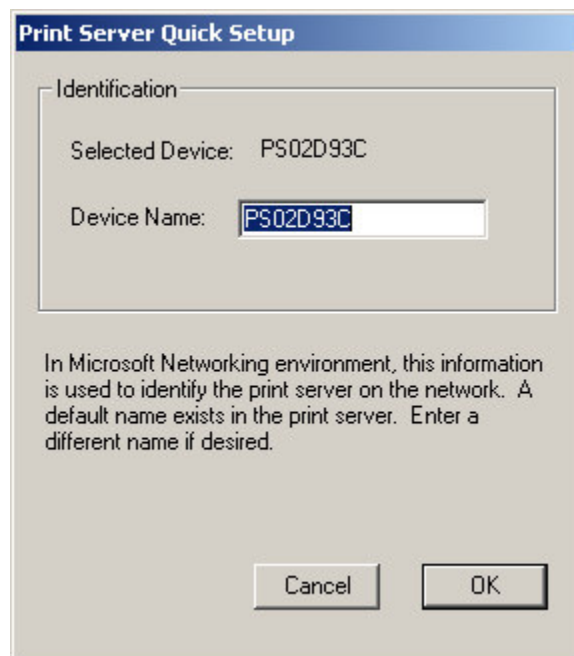 Print Server Quick Setup
Identification
Selected Device: PS02D93C
Device Name: PS02D93C
In Microsoft Networking environment, this information
is used to identify the print server on the network. A
default name exists in the print server. Enter a
different name if desired.
Cancel OK